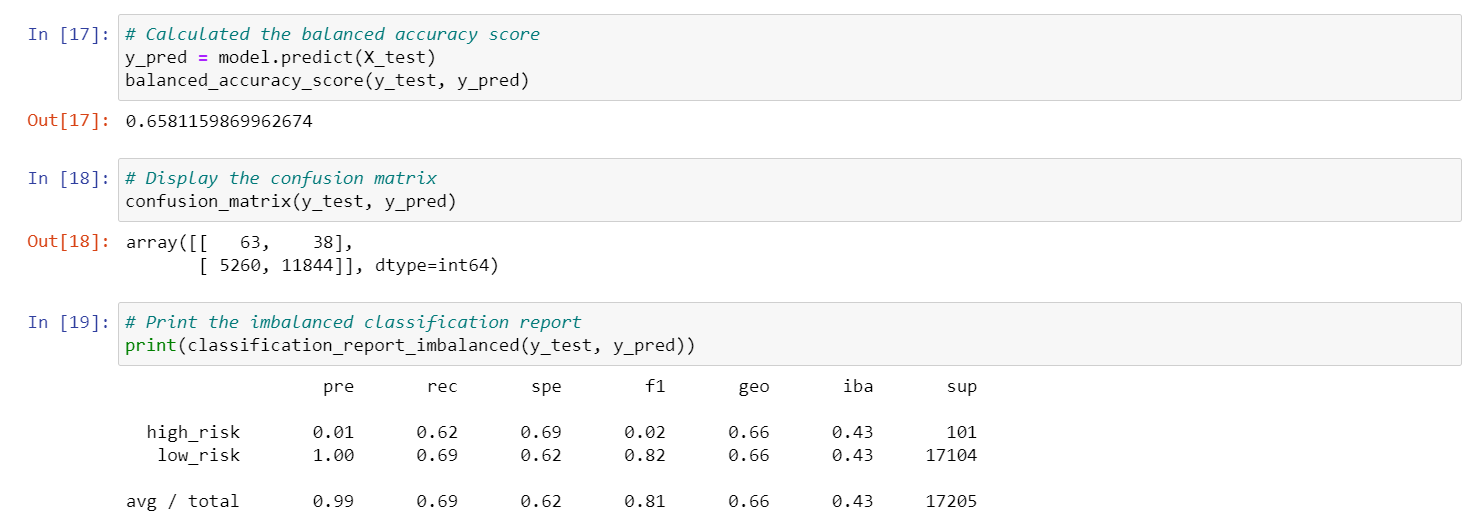 In [17]: # Calculated the balanced accuracy score
y_pred = model.predict(X_test)
balanced_accuracy_score(y_test, y_pred)
Out[17]: 0.6581159869962674
In [18]: # Display the confusion matrix
confusion_matrix(y_test, y_pred)
Out[18]: array([[   63,    38],
       [ 5260, 11844]], dtype=int64)
In [19]: # Print the imbalanced classification report
print(classification_report_imbalanced(y_test, y_pred))
pre rec spe f1 geo iba sup
high_risk 0.01 0.62 0.69 0.02 0.66 0.43 101
low_risk 1.00 0.69 0.62 0.82 0.66 0.43 17104
avg / total 0.99 0.69 0.62 0.81 0.66 0.43 17205